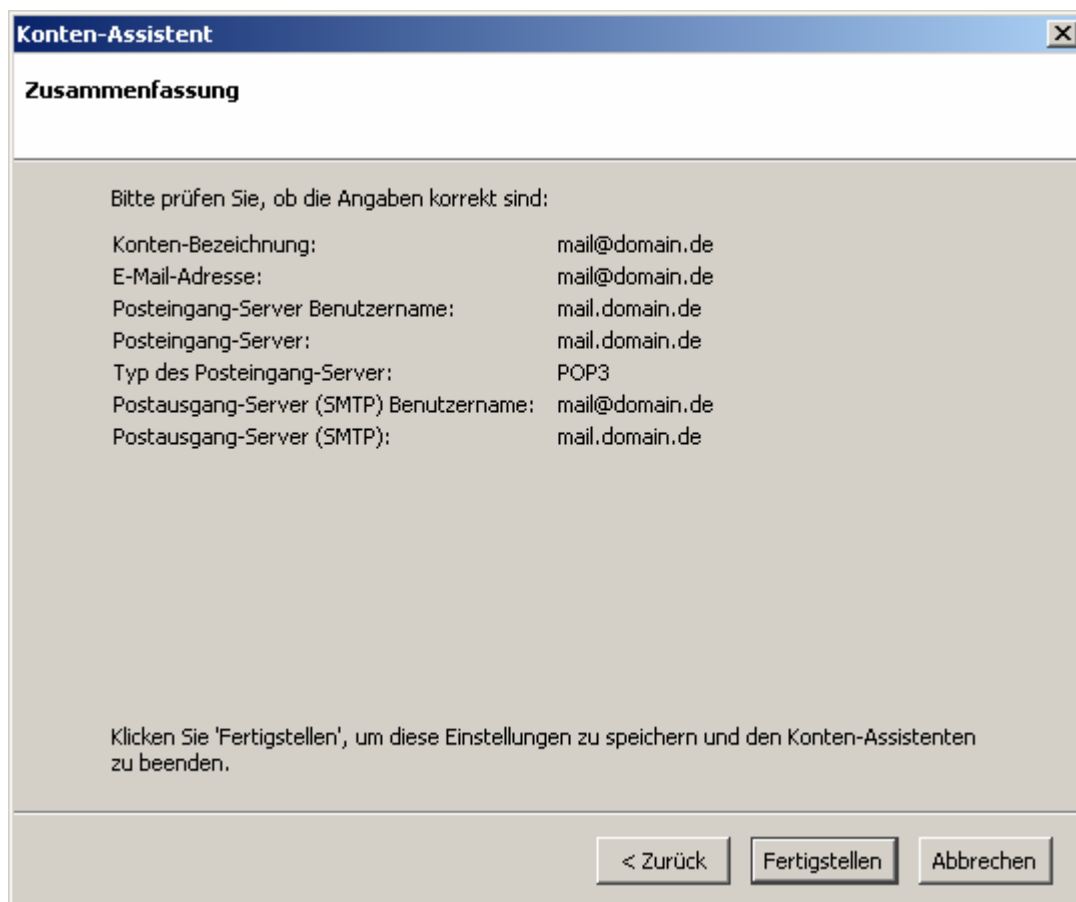 Konten-Assistent
Zusammenfassung
Bitte prüfen Sie, ob die Angaben korrekt sind:
Konten-Bezeichnung: mail@domain.de
E-Mail-Adresse: mail@domain.de
Posteingang-Server Benutzername: mail.domain.de
Posteingang-Server: mail.domain.de
Typ des Posteingang-Server: POP3
Postausgang-Server (SMTP) Benutzername: mail@domain.de
Postausgang-Server (SMTP): mail.domain.de
Klicken Sie 'Fertigstellen', um diese Einstellungen zu speichern und den Konten-Assistenten
zu beenden.
< Zurück Fertigstellen Abbrechen